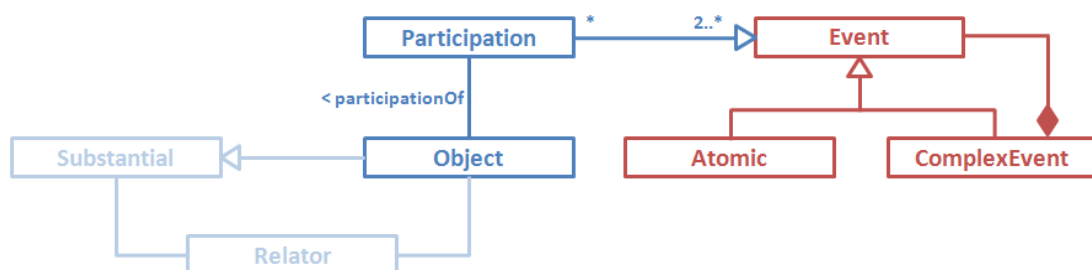 Participation
*
2..*
Event
< participationOf
Substantial
Object
Atomic
ComplexEvent
Relator